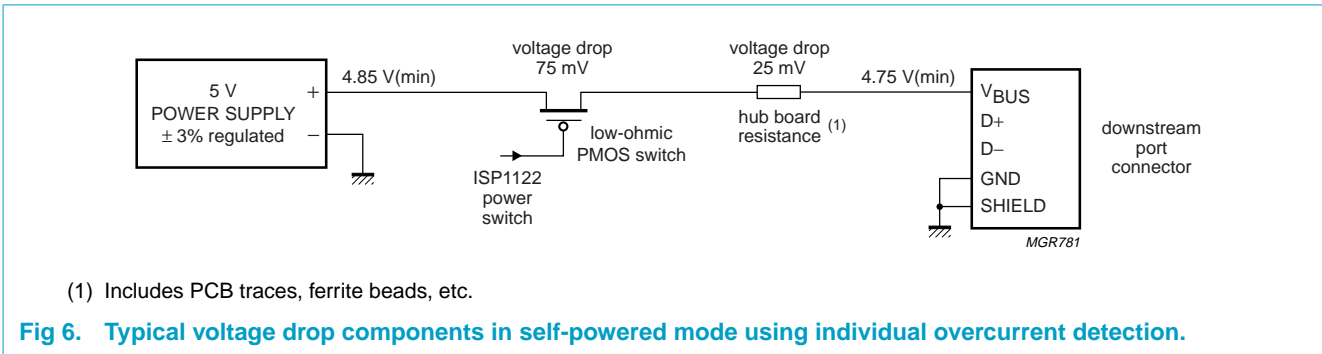 5 V
POWER SUPPLY
± 3% regulated
+
−
4.85 V(min)
voltage drop
75 mV
low-ohmic
PMOS switch
ISP1122
power
switch
voltage drop
25 mV
hub board
resistance (1)
4.75 V(min)
VBUS
D+
D−
GND
SHIELD
downstream
port
connector
MGR781
(1) Includes PCB traces, ferrite beads, etc.
Fig 6. Typical voltage drop components in self-powered mode using individual overcurrent detection.